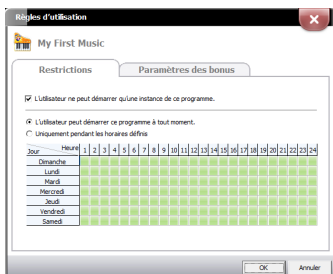 Règles d'utilisation
My First Music
Restrictions
Paramètres des bonus
L'utilisateur ne peut démarrer qu'une instance de ce programme.
L'utilisateur peut démarrer ce programme à tout moment.
Uniquement pendant les horaires définis
Heure
Jour
1 2 3 4 5 6 7 8 9 10 11 12 13 14 15 16 17 18 19 20 21 22 23 24
Dimanche
Lundi
Mardi
Mercredi
Jeudi
Vendredi
Samedi
OK Annuler